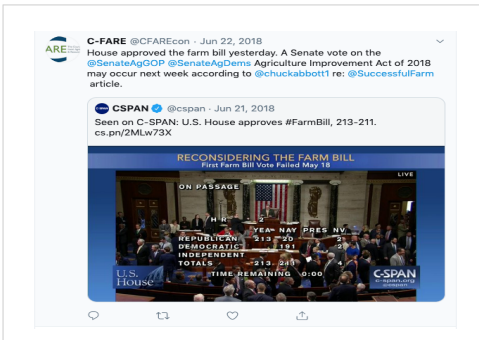 ARE
C-FARE @CFAREcon · Jun 22, 2018
House approved the farm bill yesterday. A Senate vote on the
@SenateAgGOP @SenateAgDems Agriculture Improvement Act of 2018
may occur next week according to @chuckabbott1 re: @SuccessfulFarm
article.
CSPAN @cspan · Jun 21, 2018
Seen on C-SPAN: U.S. House approves #FarmBill, 213-211.
cs.pn/2MLw73X
RECONSIDERING THE FARM BILL
First Farm Bill Vote Failed May 18
LIVE
ON PASSAGE
H R 2
YEA NAY PRES NV
REPUBLICAN 213 20 2
DEMOCRATIC 191 2
INDEPENDENT
TOTALS 213 211 4
TIME REMAINING 0:00
U.S.
House
C-SPAN
c-span.org
@cspan